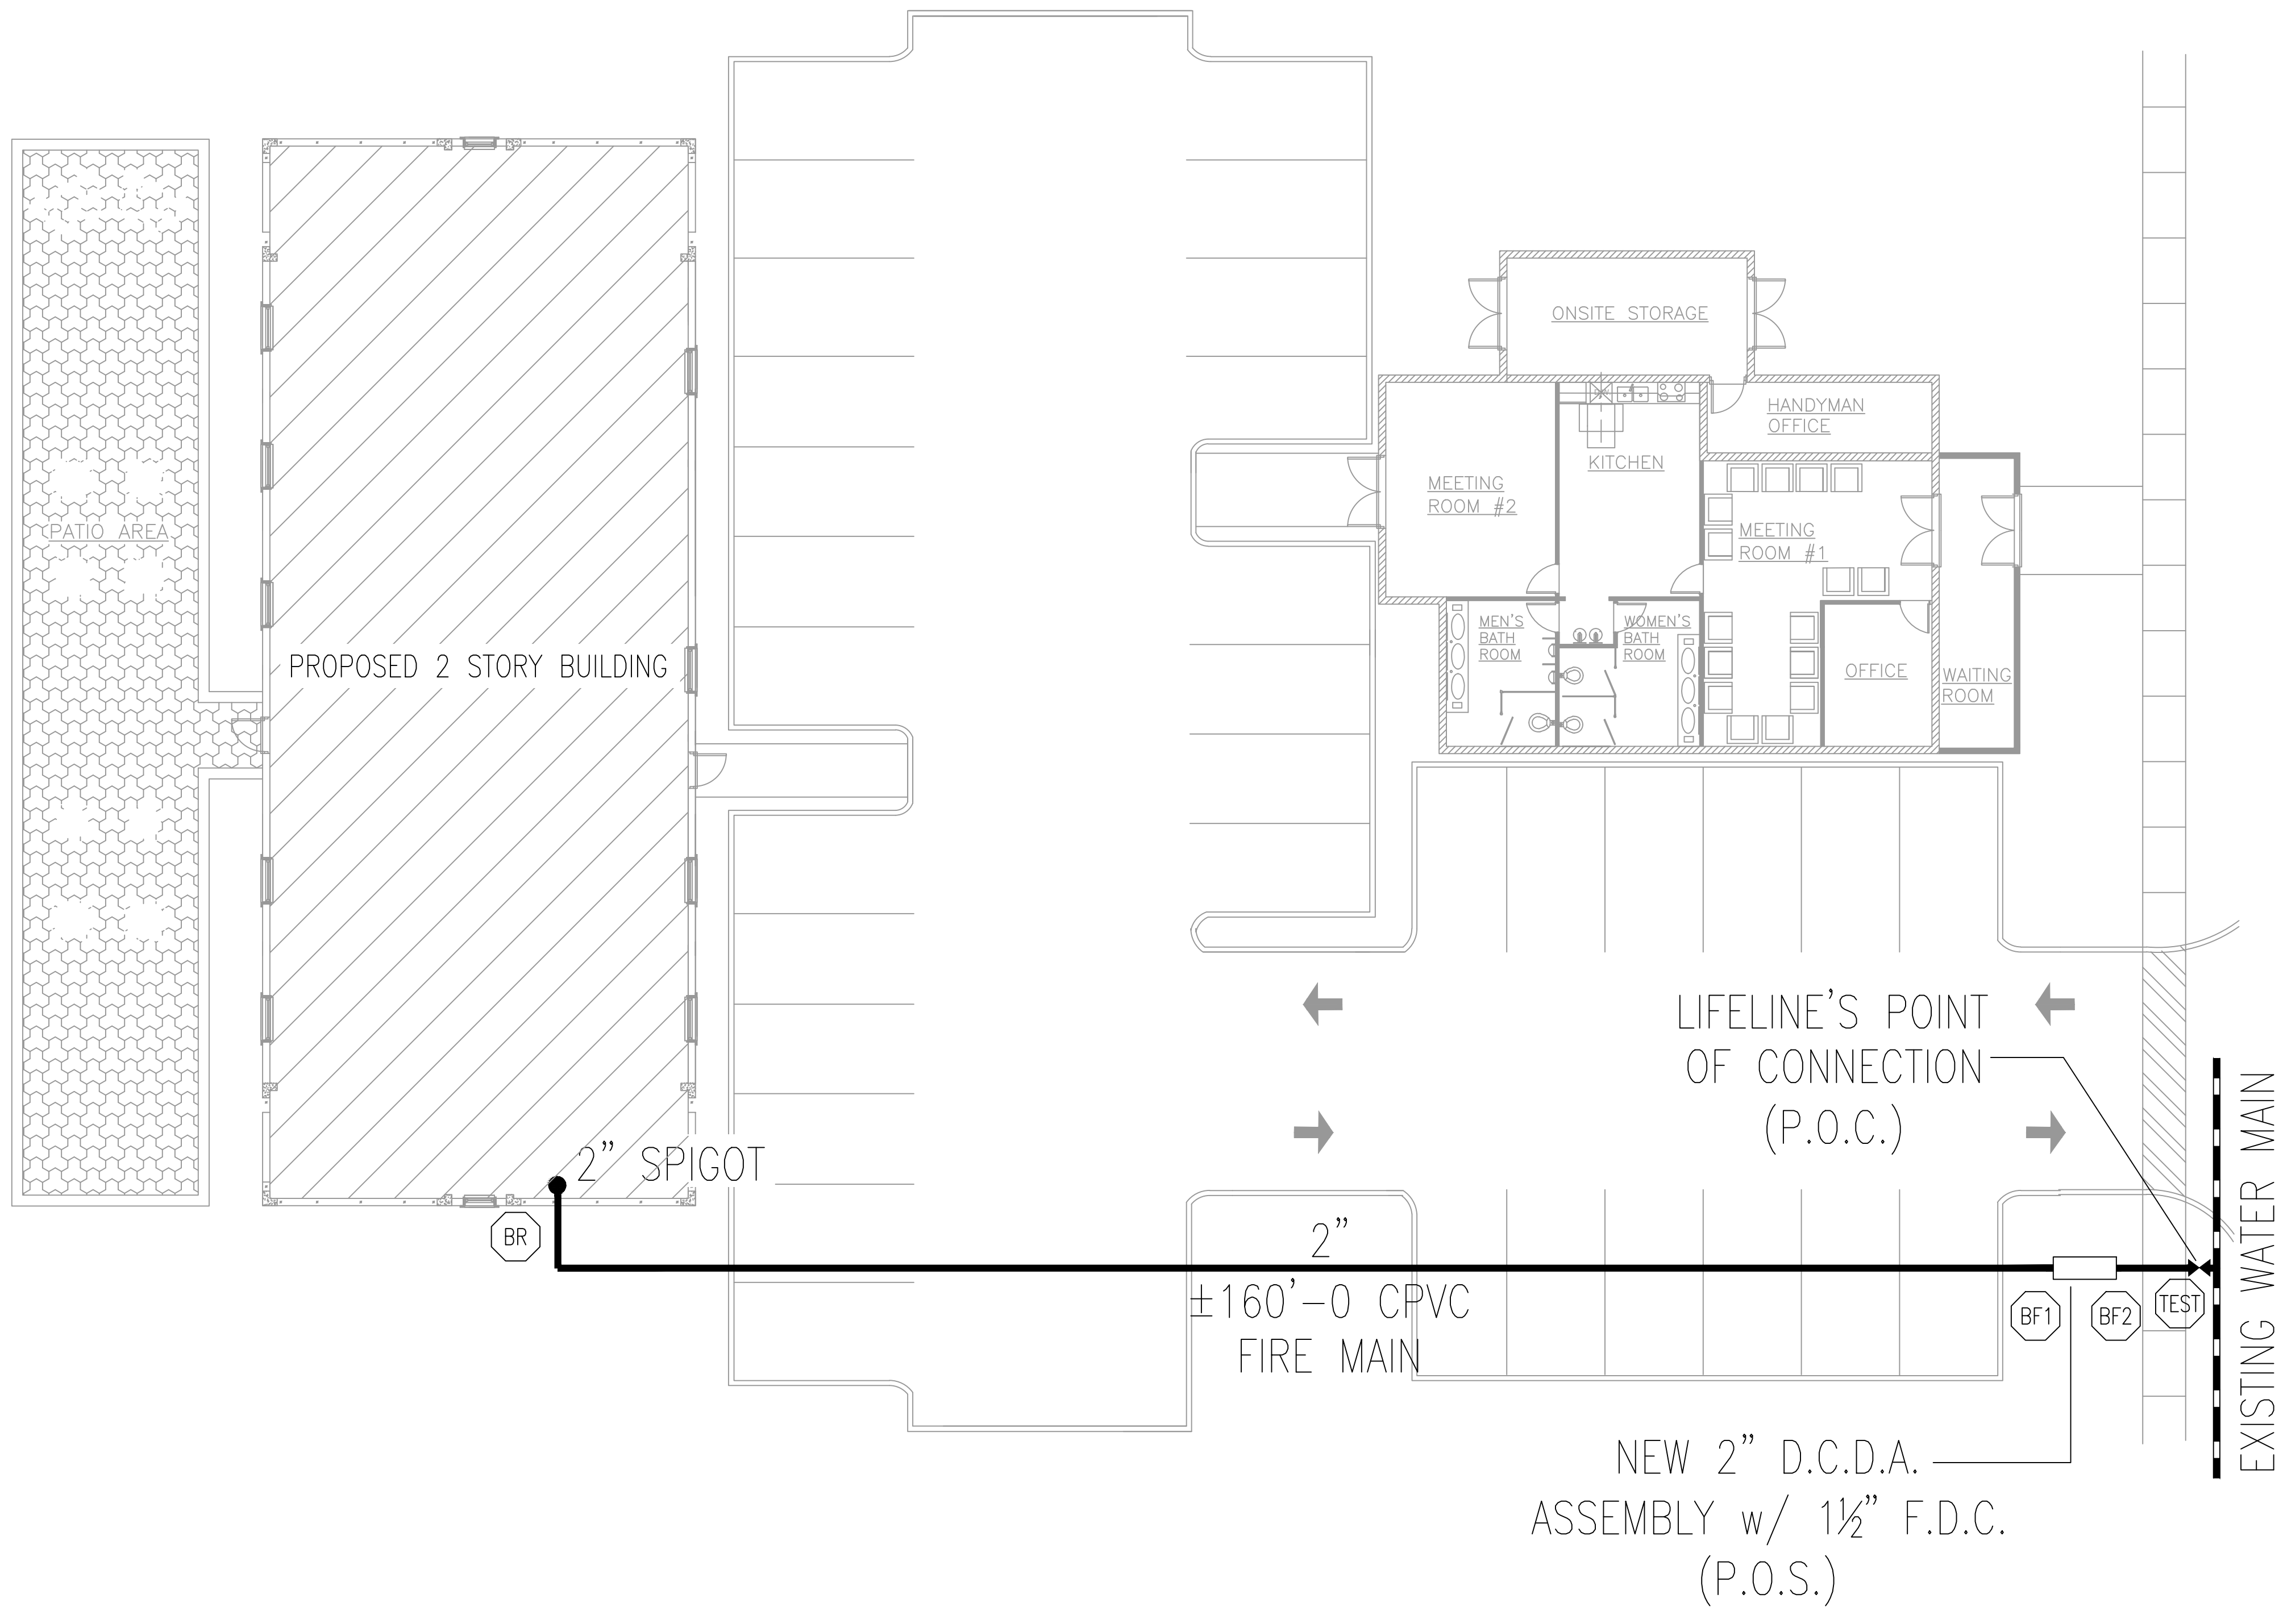 ONSITE STORAGE
HANDYMAN
OFFICE
KITCHEN
MEETING
ROOM #2
MEETING
ROOM #1
PATIO AREA
MEN'S
BATH
ROOM
WOMEN'S
BATH
ROOM
PROPOSED 2 STORY BUILDING
OFFICE
WAITING
ROOM
LIFELINE'S POINT
OF CONNECTION
(P.O.C.)
2" SPIGOT
BR
2"
±160'-0 CPVC
FIRE MAIN
BF1
BF2
TEST
EXISTING WATER MAIN
NEW 2" D.C.D.A.
ASSEMBLY w/ 1½" F.D.C.
(P.O.S.)